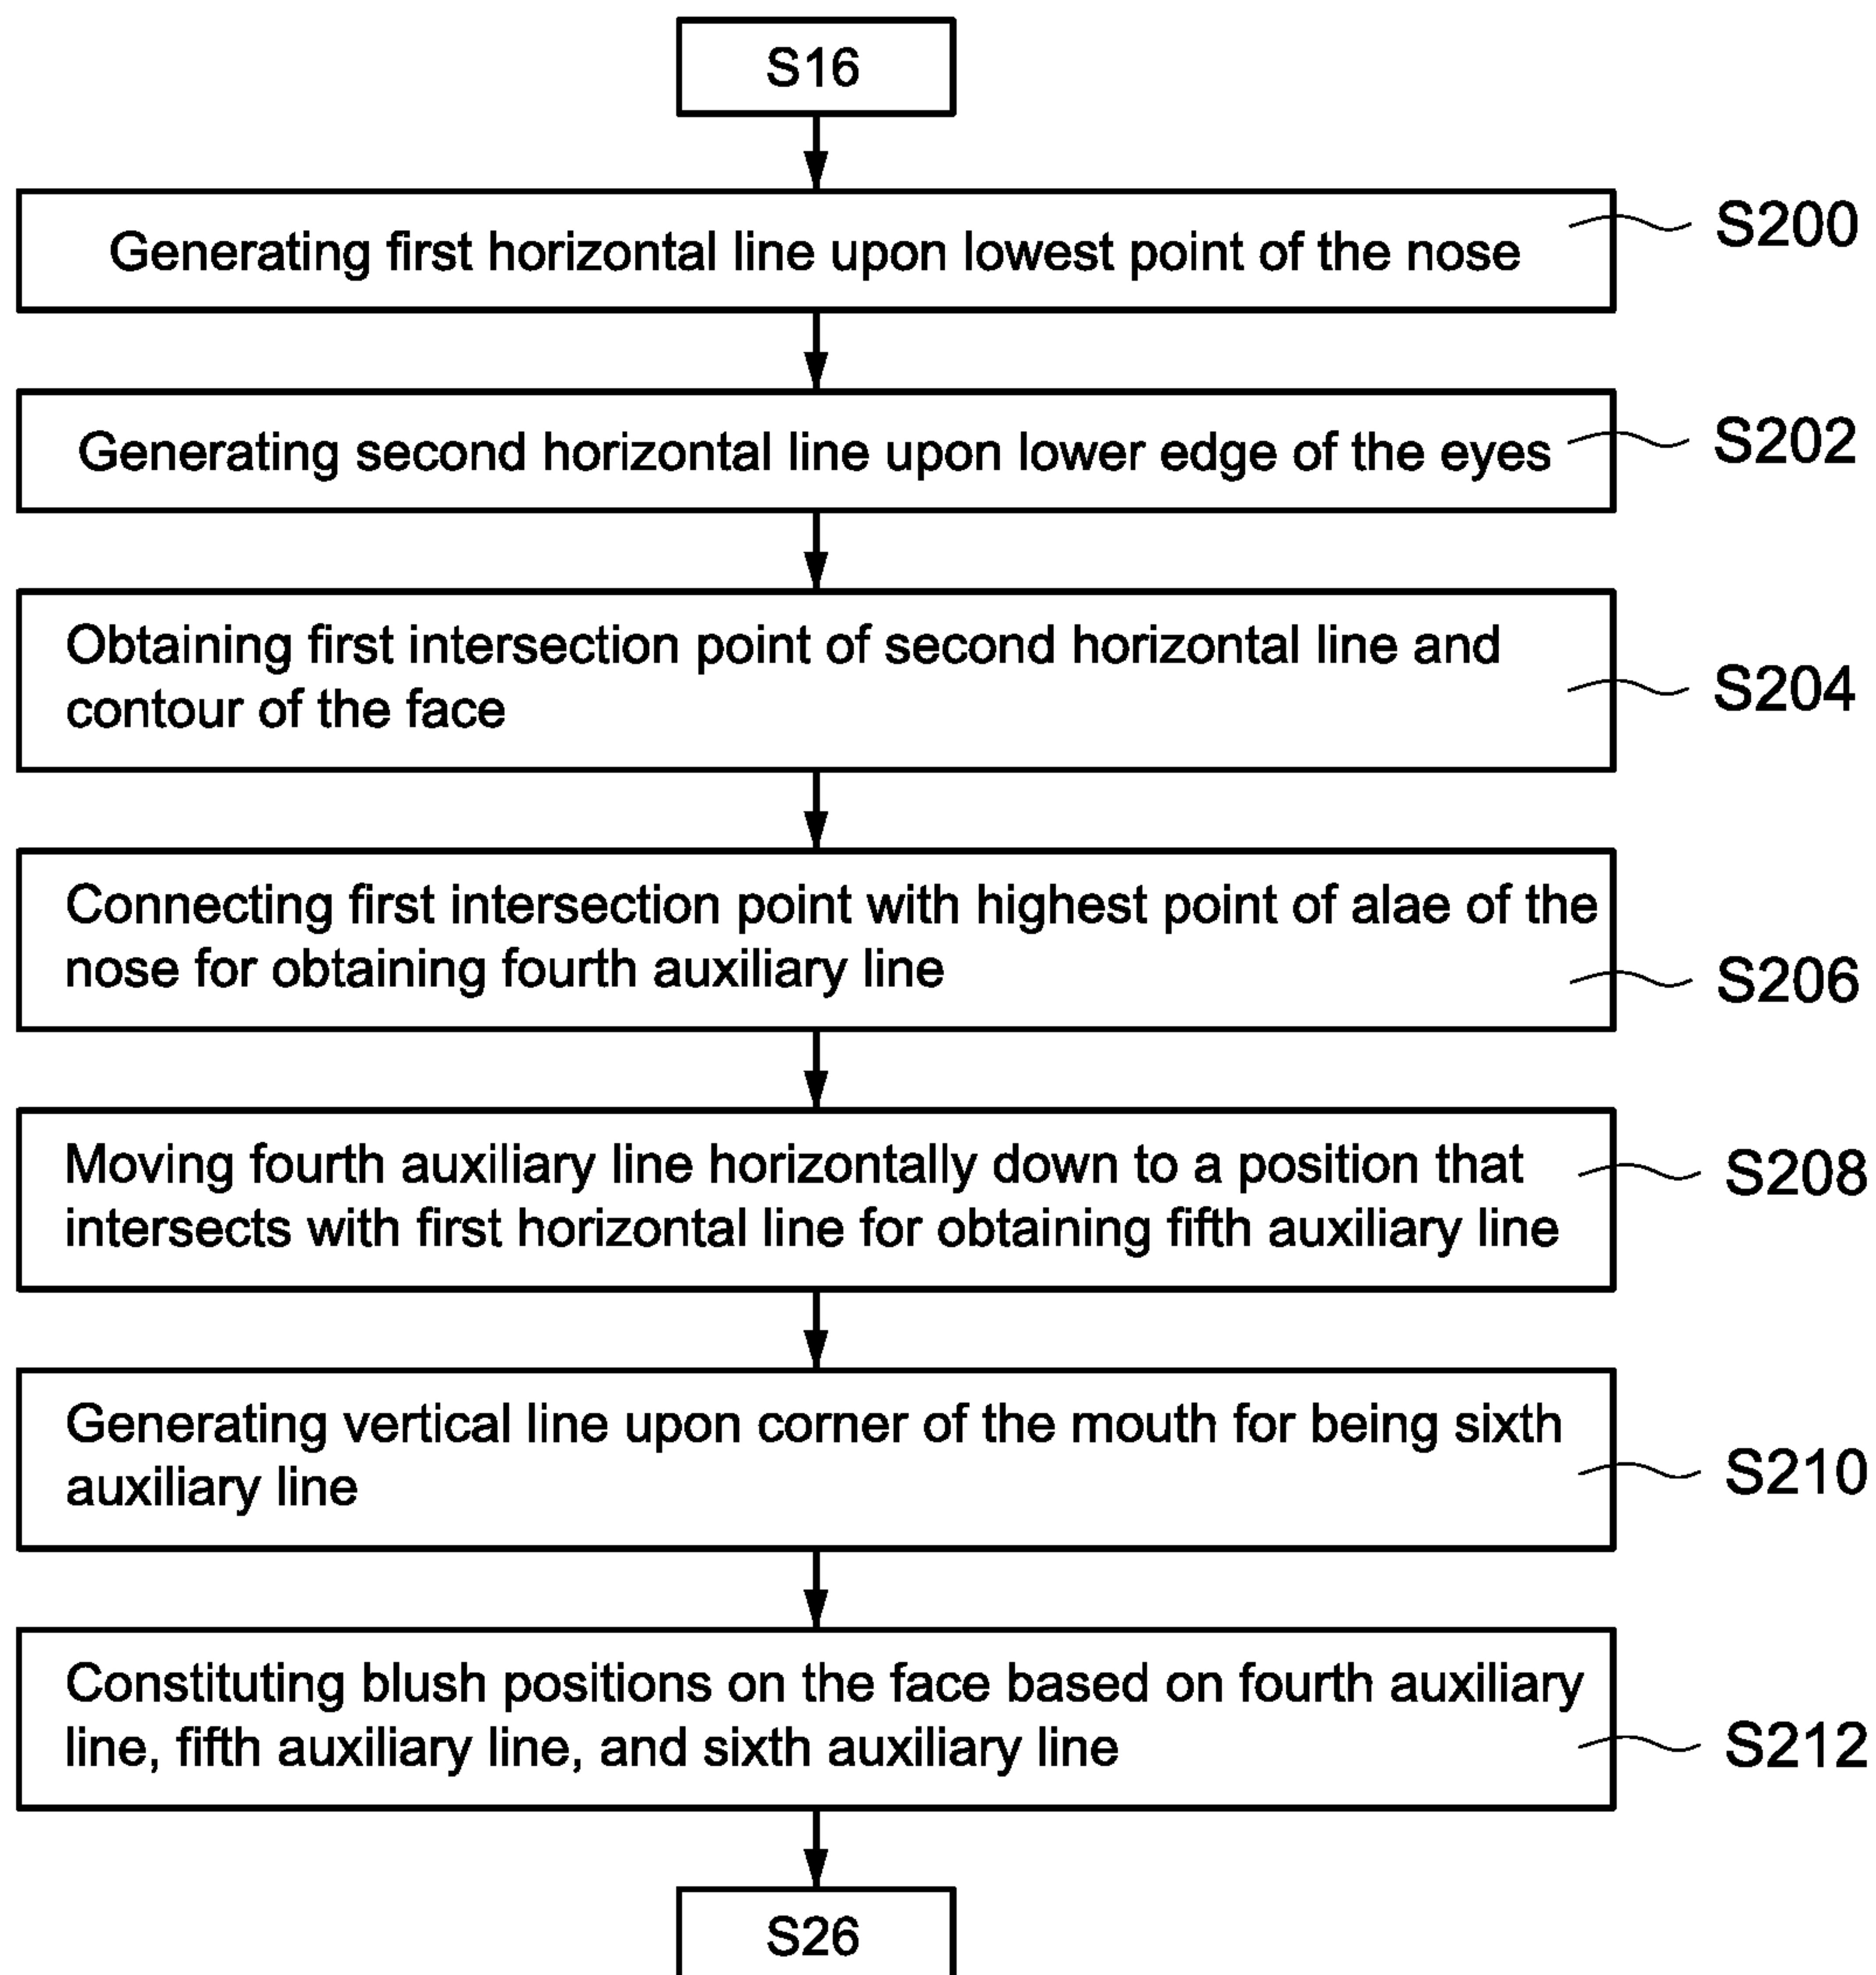 S16
Generating first horizontal line upon lowest point of the nose
S200
Generating second horizontal line upon lower edge of the eyes
S202
Obtaining first intersection point of second horizontal line and
contour of the face
S204
Connecting first intersection point with highest point of alae of the
nose for obtaining fourth auxiliary line
S206
Moving fourth auxiliary line horizontally down to a position that
intersects with first horizontal line for obtaining fifth auxiliary line
S208
Generating vertical line upon corner of the mouth for being sixth
auxiliary line
S210
Constituting blush positions on the face based on fourth auxiliary
line, fifth auxiliary line, and sixth auxiliary line
S212
S26